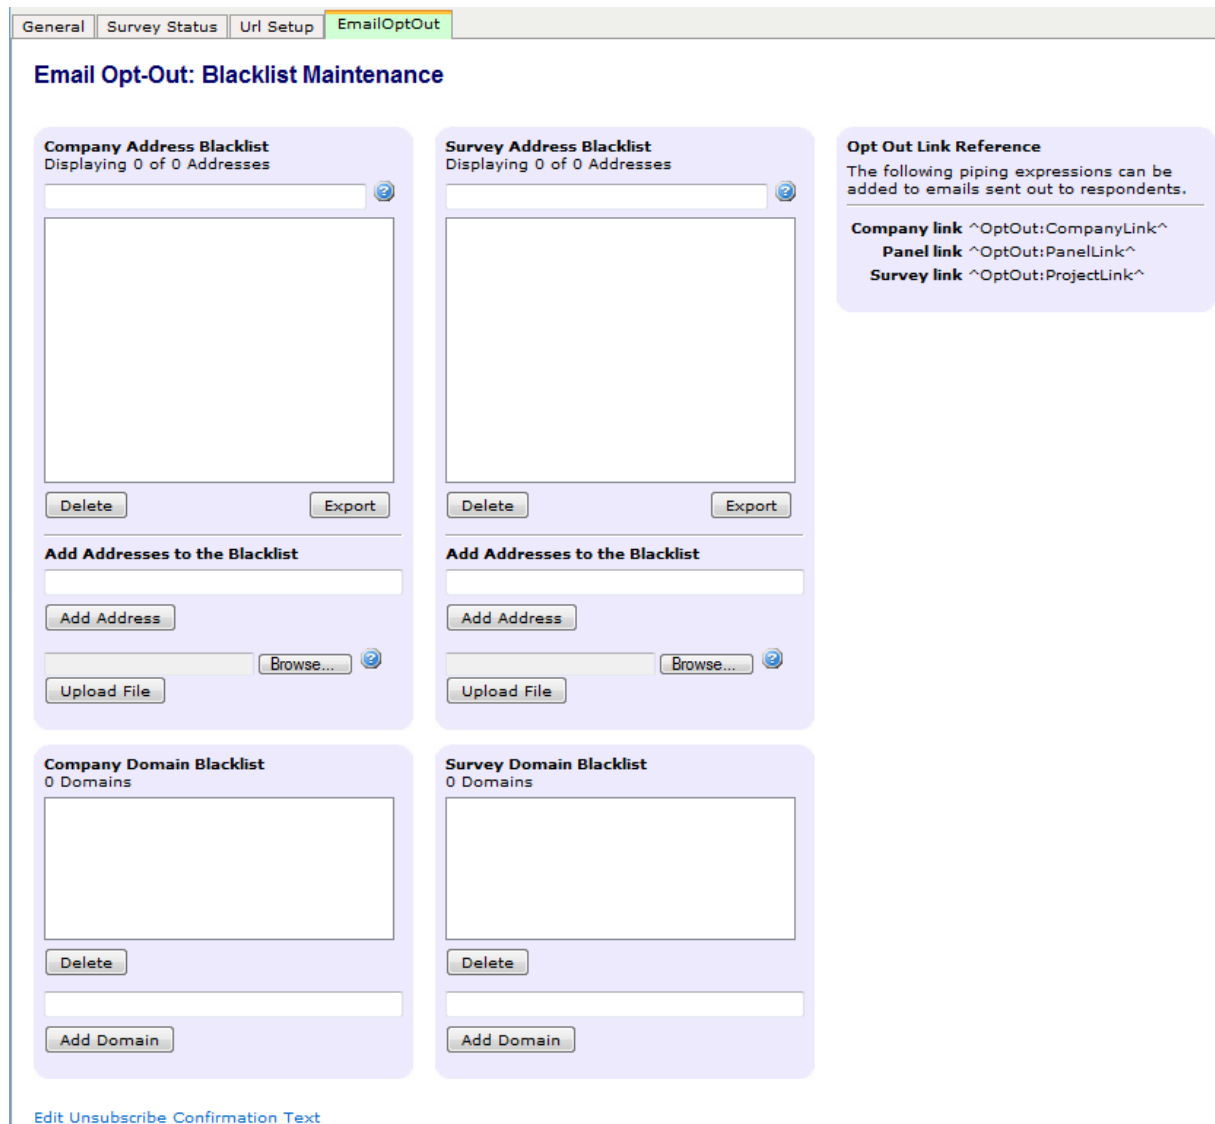 General
Survey Status
Url Setup
EmailOptOut
Email Opt-Out: Blacklist Maintenance
Company Address Blacklist
Displaying 0 of 0 Addresses
Delete
Export
Add Addresses to the Blacklist
Add Address
Browse...
Upload File
Survey Address Blacklist
Displaying 0 of 0 Addresses
Delete
Export
Add Addresses to the Blacklist
Add Address
Browse...
Upload File
Opt Out Link Reference
The following piping expressions can be
added to emails sent out to respondents.
Company link ^OptOut:CompanyLink^
Panel link ^OptOut:PanelLink^
Survey link ^OptOut:ProjectLink^
Company Domain Blacklist
0 Domains
Delete
Add Domain
Survey Domain Blacklist
0 Domains
Delete
Add Domain
Edit Unsubscribe Confirmation Text